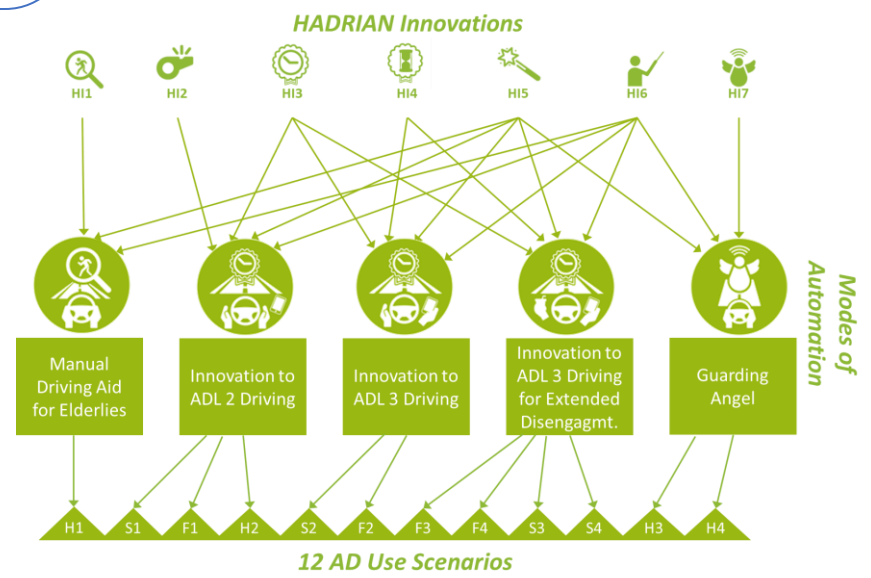 HADRIAN Innovations
HI1
HI2
HI3
HI4
HI5
HI6
HI7
Modes of
Automation
Manual
Driving Aid
for Elderlies
Innovation to
ADL 2 Driving
Innovation to
ADL 3 Driving
Innovation to
ADL 3 Driving
for Extended
Disengagmt.
Guarding
Angel
H1
S1
F1
H2
S2
F2
F3
F4
S3
S4
H3
H4
12 AD Use Scenarios